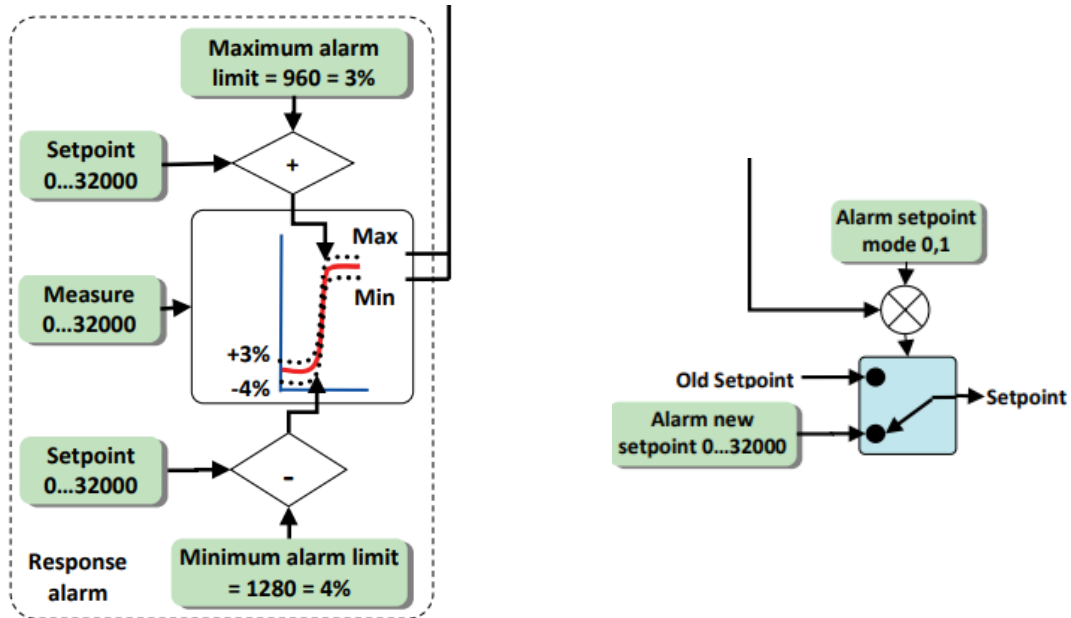 Maximum alarm
limit = 960 = 3%
Setpoint
0...32000
+
Max
Measure
0...32000
Min
+3%
-4%
Setpoint
0...32000
-
Response
alarm
Minimum alarm limit
= 1280 = 4%
Alarm setpoint
mode 0,1
Old Setpoint
Setpoint
Alarm new
setpoint 0...32000